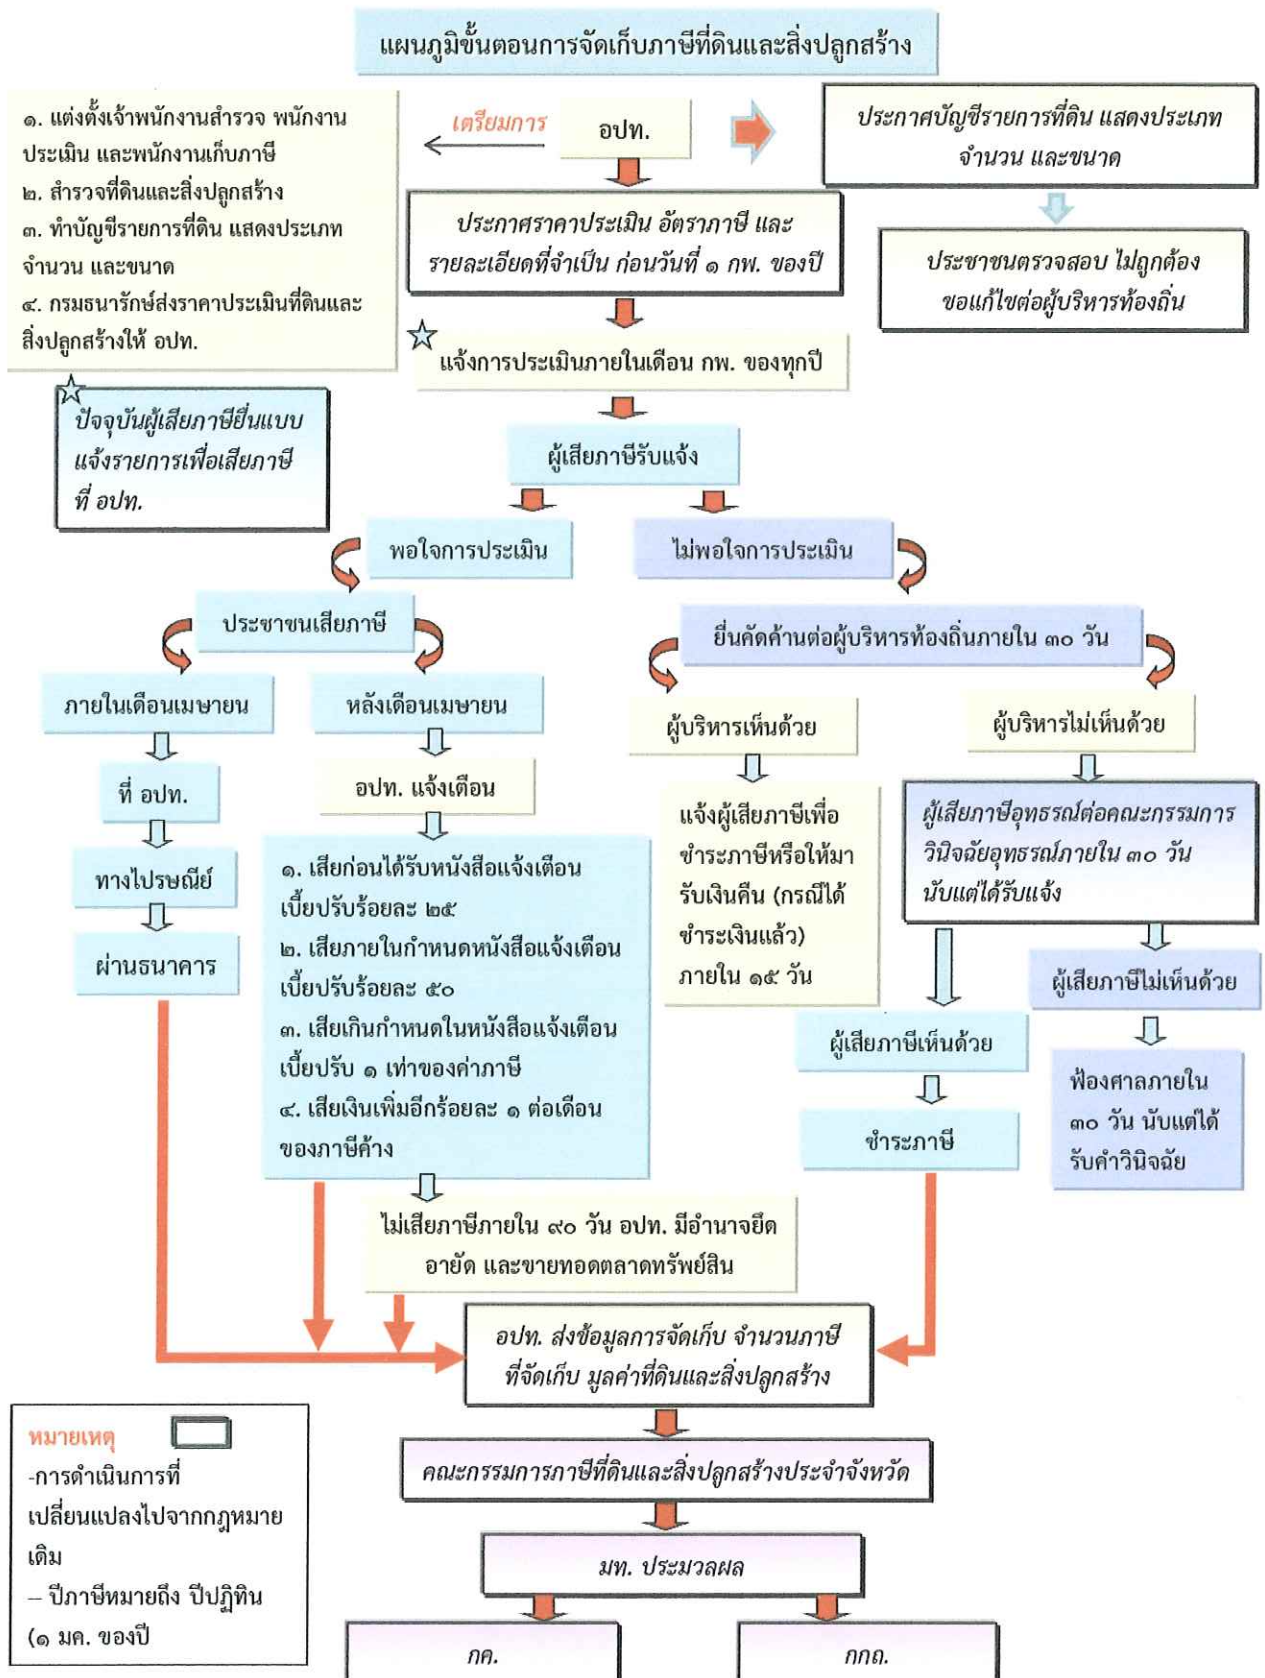 แผนภูมิขั้นตอนการจัดเก็บภาษีที่ดินและสิ่งปลูกสร้าง
๑. แต่งตั้งเจ้าพนักงานสำรวจ พนักงาน
ประเมิน และพนักงานเก็บภาษี
๒. สำรวจที่ดินและสิ่งปลูกสร้าง
๓. ทำบัญชีรายการที่ดิน แสดงประเภท
จำนวน และขนาด
๔. กรมธนารักษ์ส่งราคาประเมินที่ดินและ
สิ่งปลูกสร้างให้ อปท.
เตรียมการ
อปท.
ประกาศบัญชีรายการที่ดิน แสดงประเภท
จำนวน และขนาด
ประชาชนตรวจสอบ ไม่ถูกต้อง
ขอแก้ไขต่อผู้บริหารท้องถิ่น
ประกาศราคาประเมิน อัตราภาษี และ
รายละเอียดที่จำเป็น ก่อนวันที่ ๑ กพ. ของปี
แจ้งการประเมินภายในเดือน กพ. ของทุกปี
ปัจจุบันผู้เสียภาษียื่นแบบ
แจ้งรายการเพื่อเสียภาษี
ที่ อปท.
ผู้เสียภาษีรับแจ้ง
พอใจการประเมิน
ไม่พอใจการประเมิน
ประชาชนเสียภาษี
ยื่นคัดค้านต่อผู้บริหารท้องถิ่นภายใน ๓๐ วัน
ภายในเดือนเมษายน
หลังเดือนเมษายน
ผู้บริหารเห็นด้วย
ผู้บริหารไม่เห็นด้วย
ที่ อปท.
ทางไปรษณีย์
ผ่านธนาคาร
อปท. แจ้งเตือน
๑. เสียก่อนได้รับหนังสือแจ้งเตือน
เบี้ยปรับร้อยละ ๒๕
๒. เสียภายในกำหนดหนังสือแจ้งเตือน
เบี้ยปรับร้อยละ ๕๐
๓. เสียเกินกำหนดในหนังสือแจ้งเตือน
เบี้ยปรับ ๑ เท่าของค่าภาษี
๔. เสียเงินเพิ่มอีกร้อยละ ๑ ต่อเดือน
ของภาษีค้าง
แจ้งผู้เสียภาษีเพื่อ
ชำระภาษีหรือให้มา
รับเงินคืน (กรณีได้
ชำระเงินแล้ว)
ภายใน ๑๕ วัน
ผู้เสียภาษีอุทธรณ์ต่อคณะกรรมการ
วินิจฉัยอุทธรณ์ภายใน ๓๐ วัน
นับแต่ได้รับแจ้ง
ผู้เสียภาษีไม่เห็นด้วย
ผู้เสียภาษีเห็นด้วย
ฟ้องศาลภายใน
๓๐ วัน นับแต่ได้
รับคำวินิจฉัย
ชำระภาษี
ไม่เสียภาษีภายใน ๙๐ วัน อปท. มีอำนาจยึด
อายัด และขายทอดตลาดทรัพย์สิน
อปท. ส่งข้อมูลการจัดเก็บ จำนวนภาษี
ที่จัดเก็บ มูลค่าที่ดินและสิ่งปลูกสร้าง
คณะกรรมการภาษีที่ดินและสิ่งปลูกสร้างประจำจังหวัด
มท. ประมวลผล
กค.
กกถ.
หมายเหตุ
-การดำเนินการที่
เปลี่ยนแปลงไปจากกฎหมาย
เดิม
– ปีภาษีหมายถึง ปีปฏิทิน
(๑ มค. ของปี